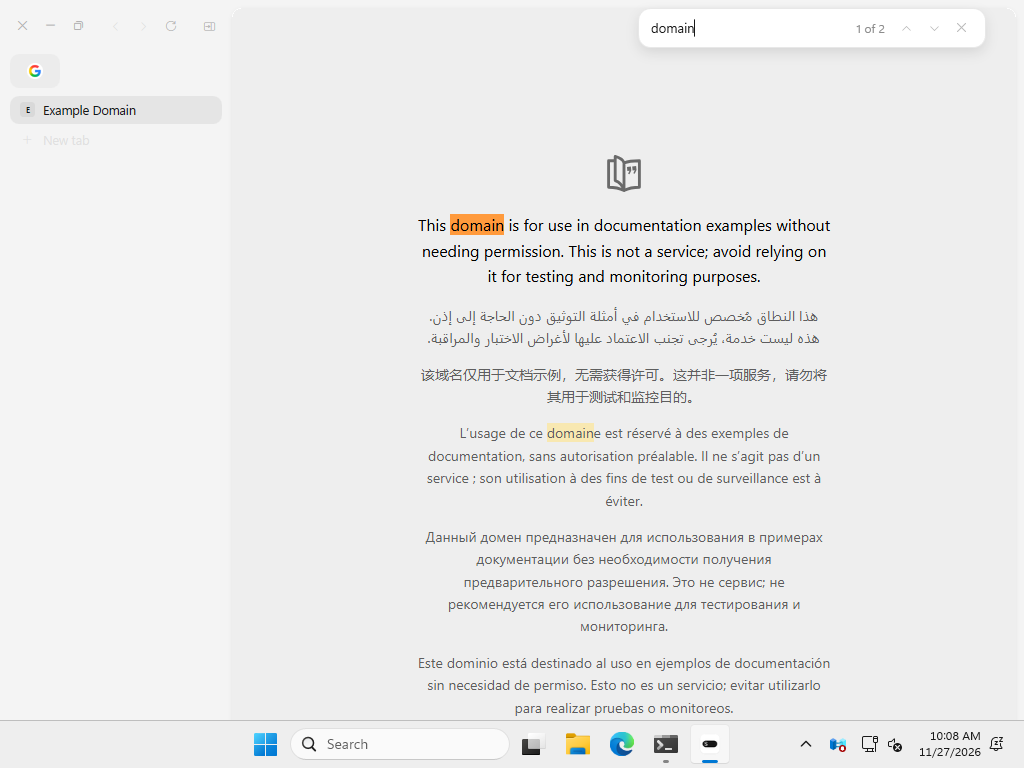 domain
1 of 2
G
E Example Domain
+ New tab
This domain is for use in documentation examples without
needing permission. This is not a service; avoid relying on
it for testing and monitoring purposes.
هذا النطاق مُخصص للاستخدام في أمثلة التوثيق دون الحاجة إلى إذن.
هذه ليست خدمة، يُرجى تجنب الاعتماد عليها لأغراض الاختبار والمراقبة.
该域名仅用于文档示例，无需获得许可。这并非一项服务，请勿将
其用于测试和监控目的。
L’usage de ce domaine est réservé à des exemples de
documentation, sans autorisation préalable. Il ne s’agit pas d’un
service ; son utilisation à des fins de test ou de surveillance est à
éviter.
Данный домен предназначен для использования в примерах
документации без необходимости получения
предварительного разрешения. Это не сервис; не
рекомендуется его использование для тестирования и
мониторинга.
Este dominio está destinado al uso en ejemplos de documentación
sin necesidad de permiso. Esto no es un servicio; evitar utilizarlo
para realizar pruebas o monitoreos.
Search
10:08 AM
11/27/2026